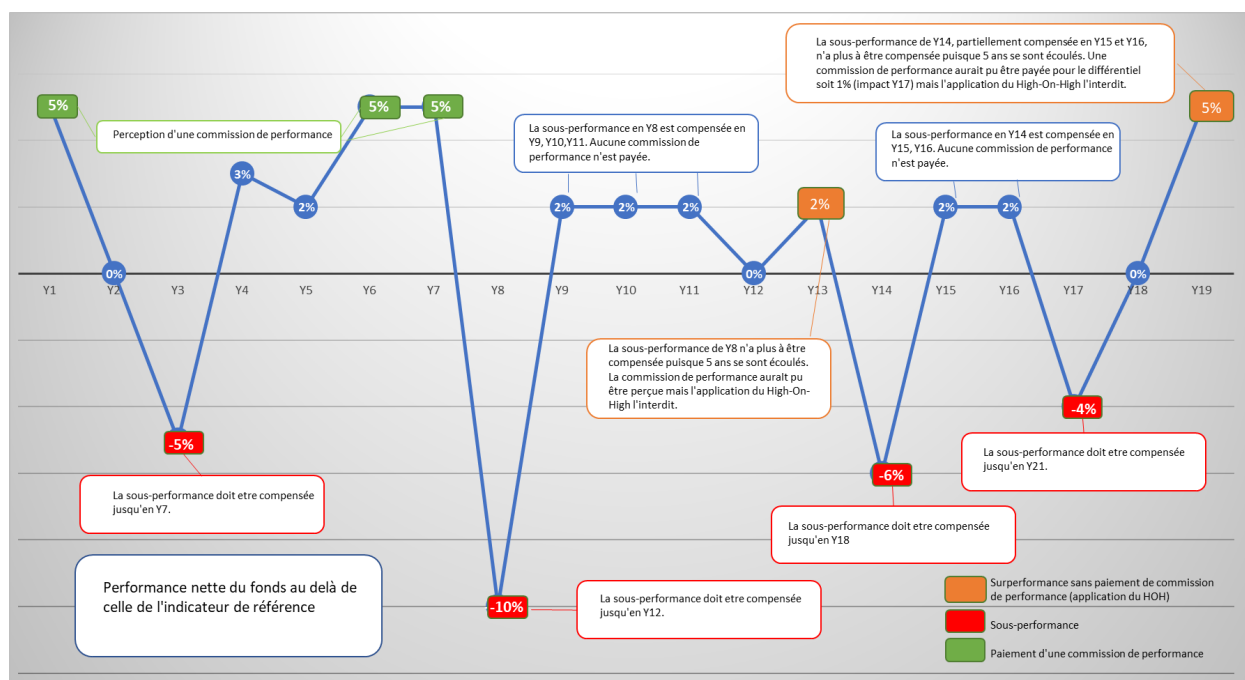 La sous-performance de Y14, partiellement compensée en Y15 et Y16,
n'a plus à être compensée puisque 5 ans se sont écoulés. Une
commission de performance aurait pu être payée pour le différentiel
soit 1% (impact Y17) mais l'application du High-On-High l'interdit.
5%
Perception d'une commission de performance
5%
5%
La sous-performance en Y8 est compensée en
Y9, Y10,Y11. Aucune commission de
performance n'est payée.
La sous-performance en Y14 est compensée en
Y15, Y16. Aucune commission de performance
n'est payée.
5%
0%
3%
2%
2%
2%
2%
0%
2%
2%
2%
0%
Y1
Y2
Y3
Y4
Y5
Y6
Y7
Y8
Y9
Y10
Y11
Y12
Y13
Y14
Y15
Y16
Y17
Y18
Y19
La sous-performance de Y8 n'a plus à être
compensée puisque 5 ans se sont écoulés.
La commission de performance aurait pu
être perçue mais l'application du High-On-
High l'interdit.
-5%
-10%
-6%
-4%
La sous-performance doit etre compensée
jusqu'en Y7.
La sous-performance doit etre compensée
jusqu'en Y21.
La sous-performance doit etre compensée
jusqu'en Y18
La sous-performance doit etre compensée
jusqu'en Y12.
Performance nette du fonds au delà de
celle de l'indicateur de référence
Surperformance sans paiement de commission
de performance (application du HOH)
Sous-performance
Paiement d'une commission de performance